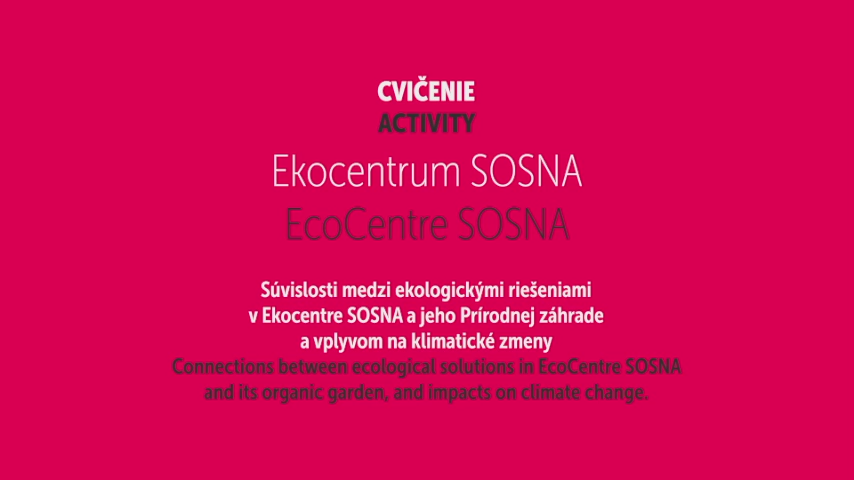 CVIČENIE
ACTIVITY
Ekocentrum SOSNA
EcoCentre SOSNA
Súvislosti medzi ekologickými riešeniami
v Ekocentre SOSNA a jeho Prírodnej záhrade
a vplyvom na klimatické zmeny
Connections between ecological solutions in EcoCentre SOSNA
and its organic garden, and impacts on climate change.